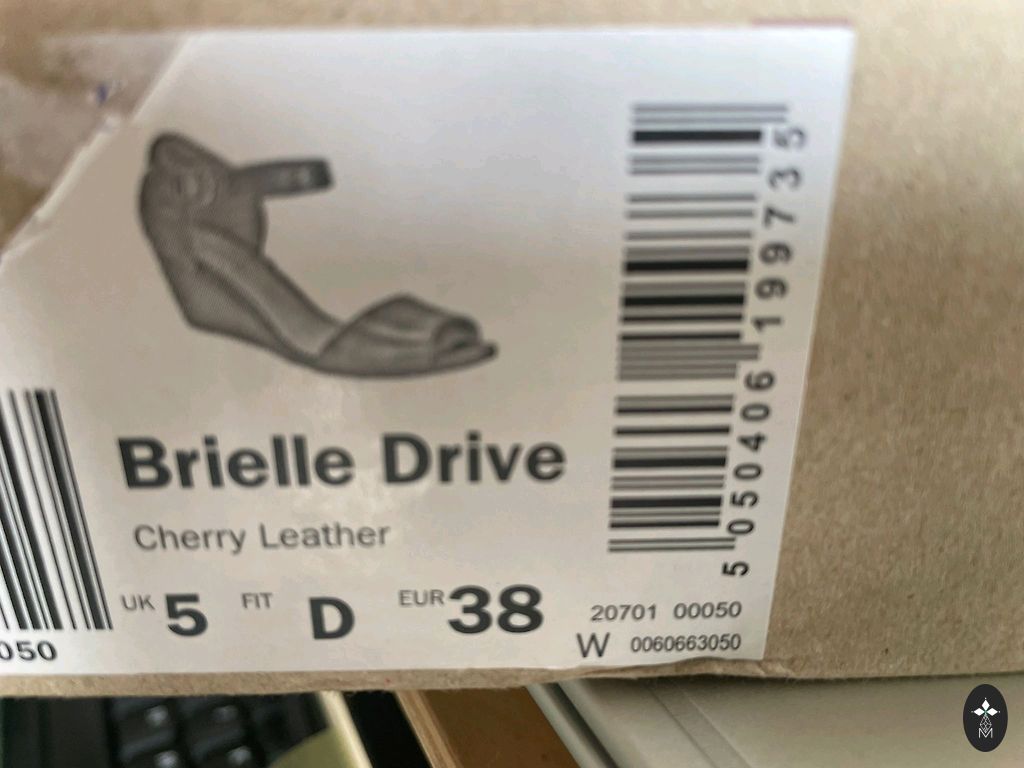 Brielle Drive
Cherry Leather
UK 5 FIT D EUR 38
050
5 050406 199735
20701 00050
W 0060663050
M